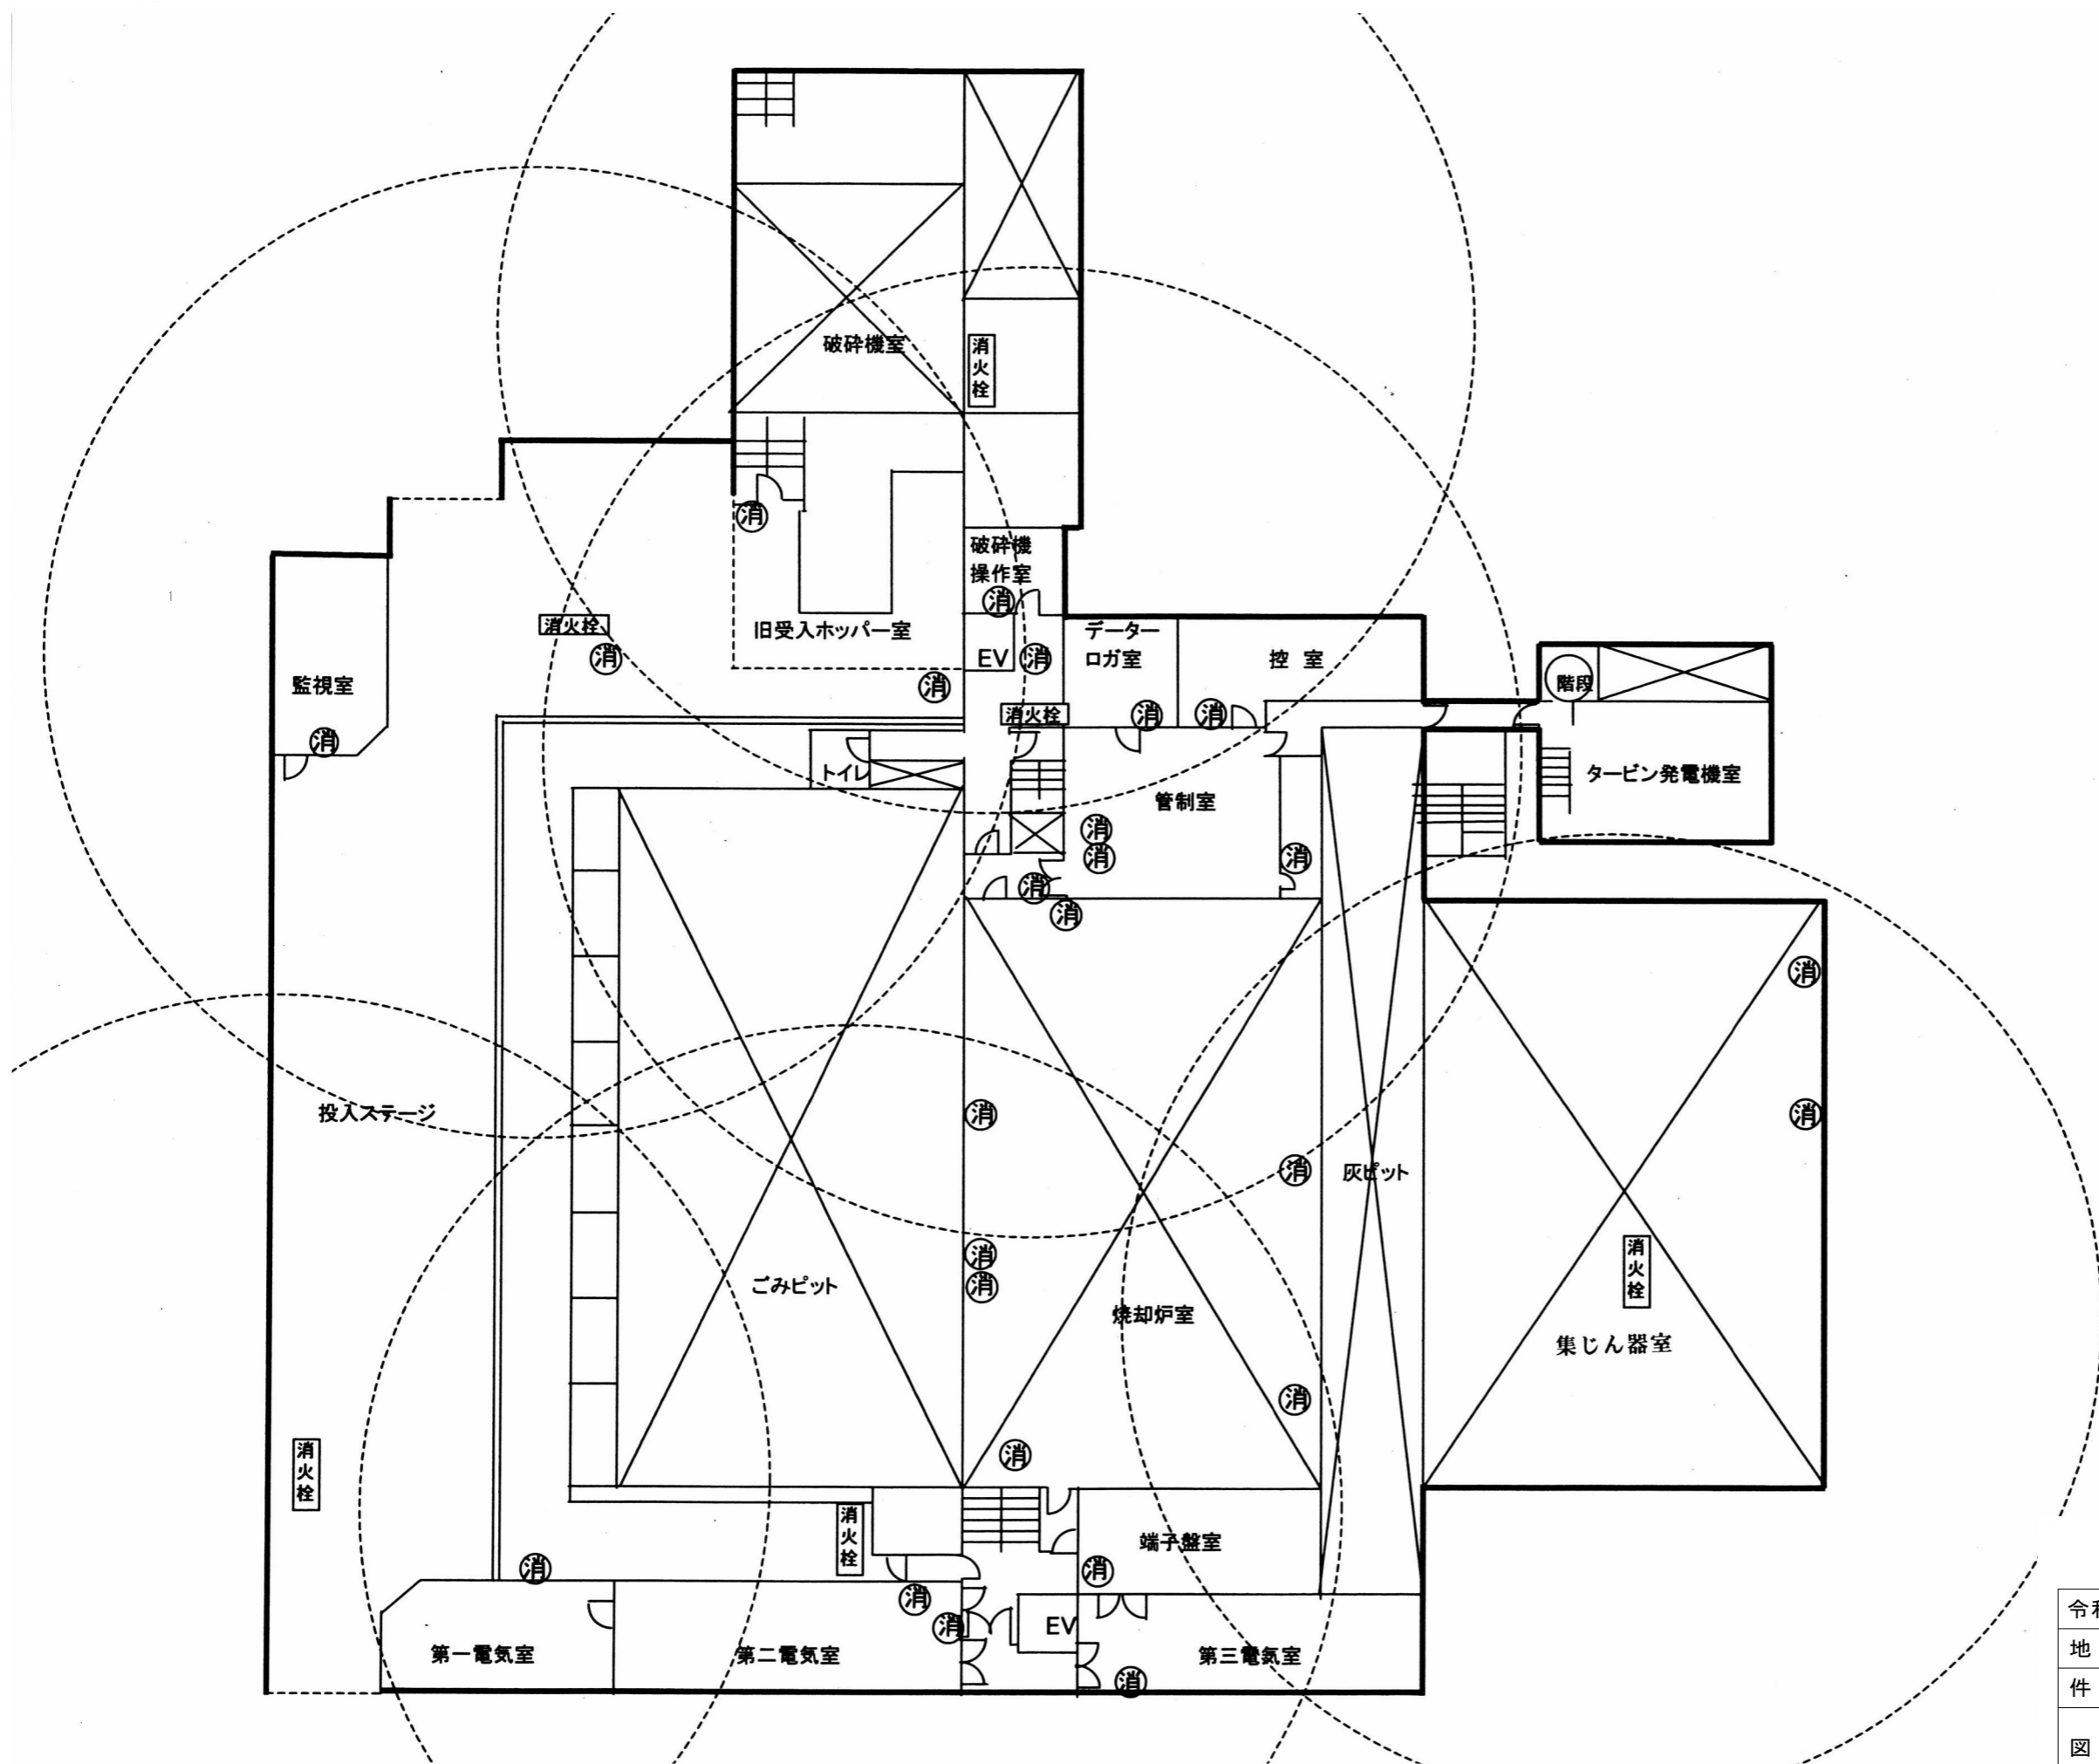 破砕機室
消
火
栓
消
破砕機
操作室
消
消火栓
消
旧受入ホッパー室
EV
消
データー
ロガ室
控 室
階段
監視室
消
消
消火栓
消
消
消
トイレ
管制室
タービン発電機室
消
消
消
消
消
消
投入ステージ
消
消
消
灰ピット
消
消
消
火
栓
ごみピット
焼却炉室
集じん器室
消
消
火
栓
消
消
火
栓
端子盤室
消
消
消
消
第一電気室
第二電気室
EV
第三電気室
消
地
件
図